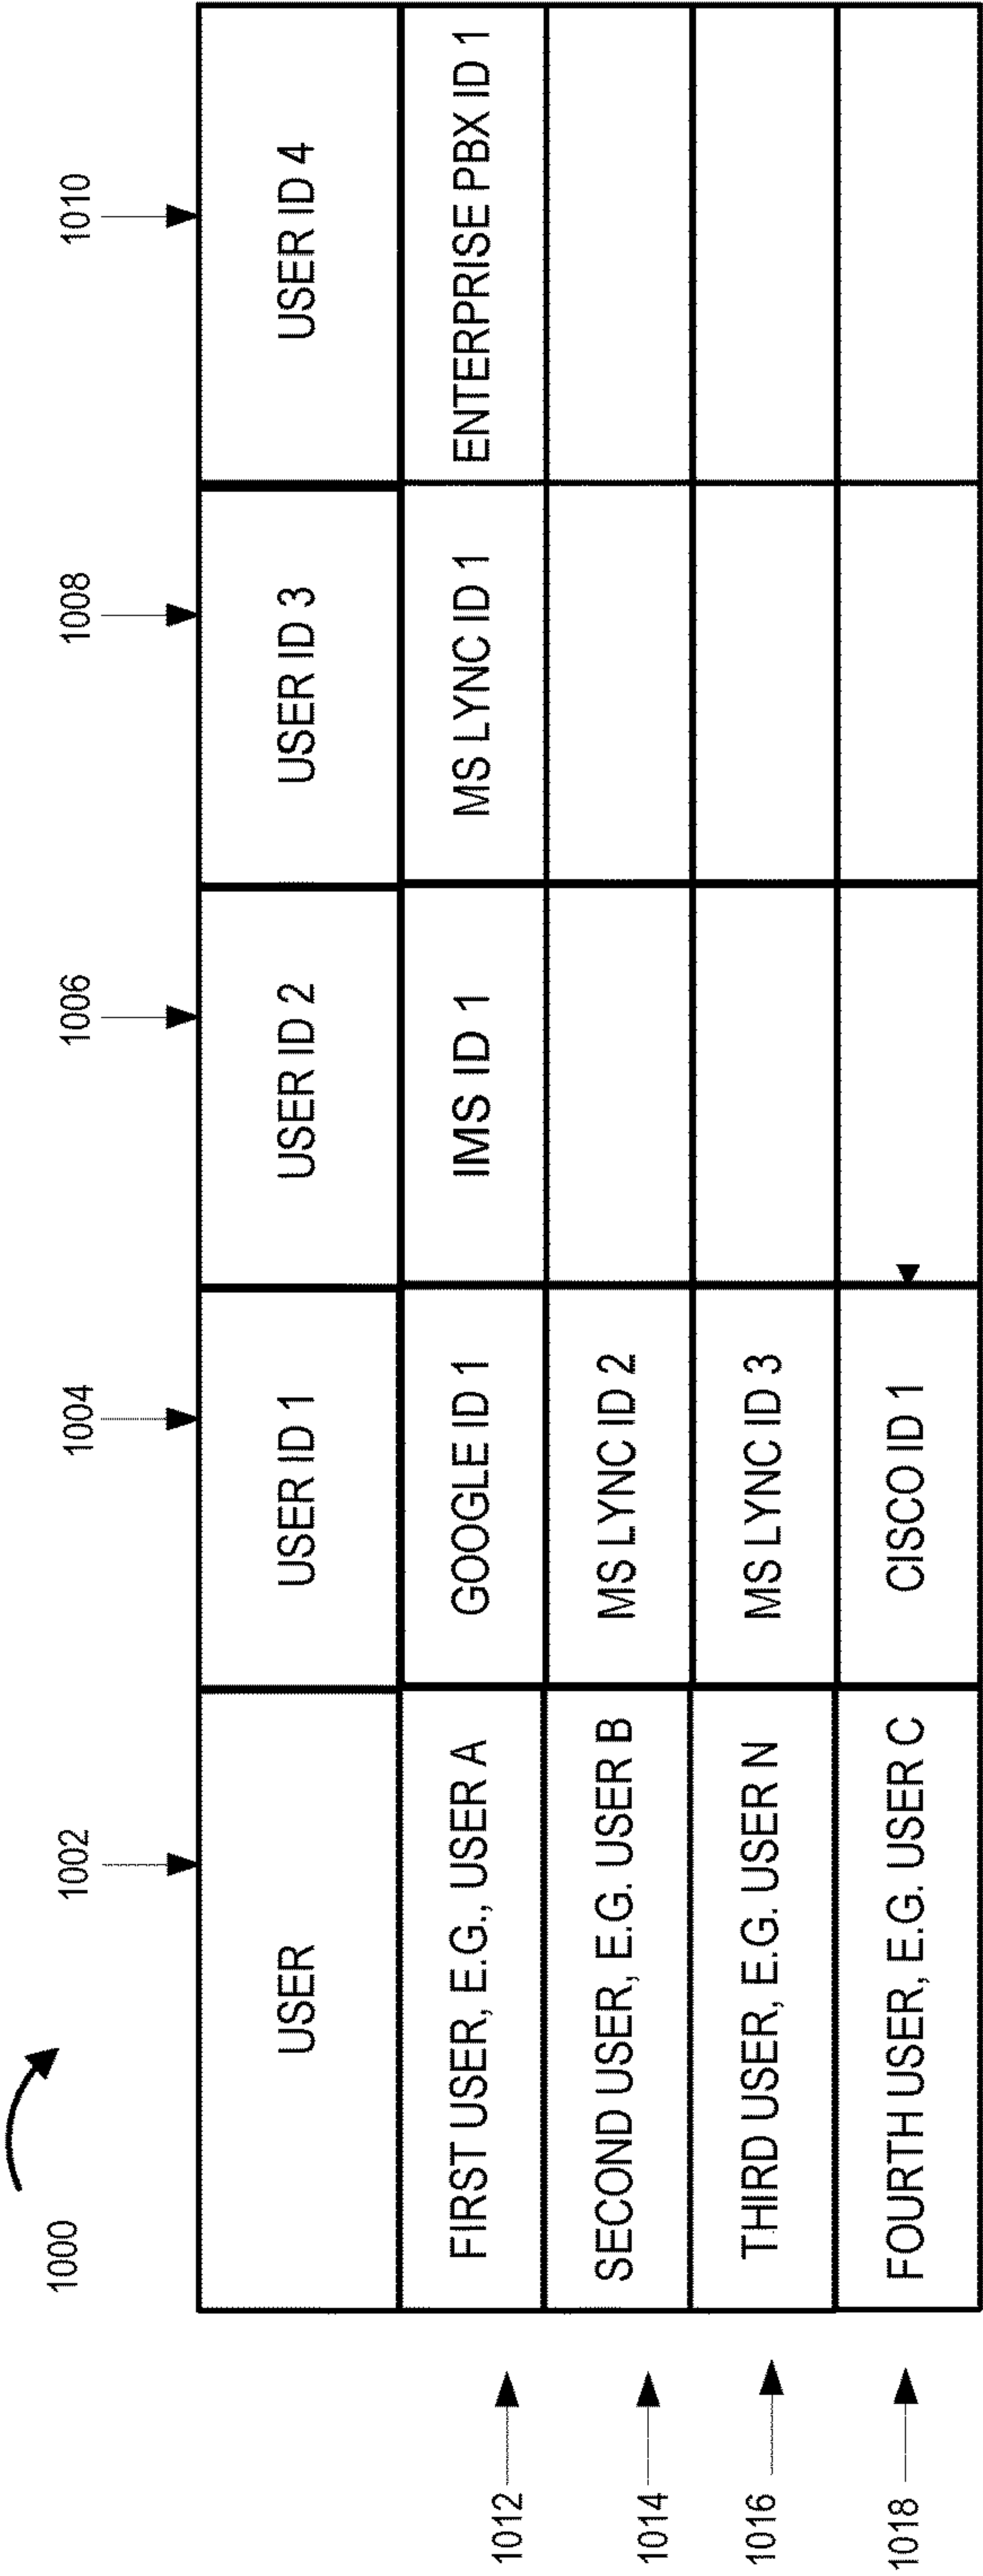 1000
1002
1004
1006
1008
1010
USER
USER ID 1
USER ID 2
USER ID 3
USER ID 4
1012
FIRST USER, E.G., USER A
GOOGLE ID 1
IMS ID 1
MS LYNC ID 1
ENTERPRISE PBX ID 1
1014
SECOND USER, E.G. USER B
MS LYNC ID 2
1016
THIRD USER, E.G. USER N
MS LYNC ID 3
1018
FOURTH USER, E.G. USER C
CISCO ID 1